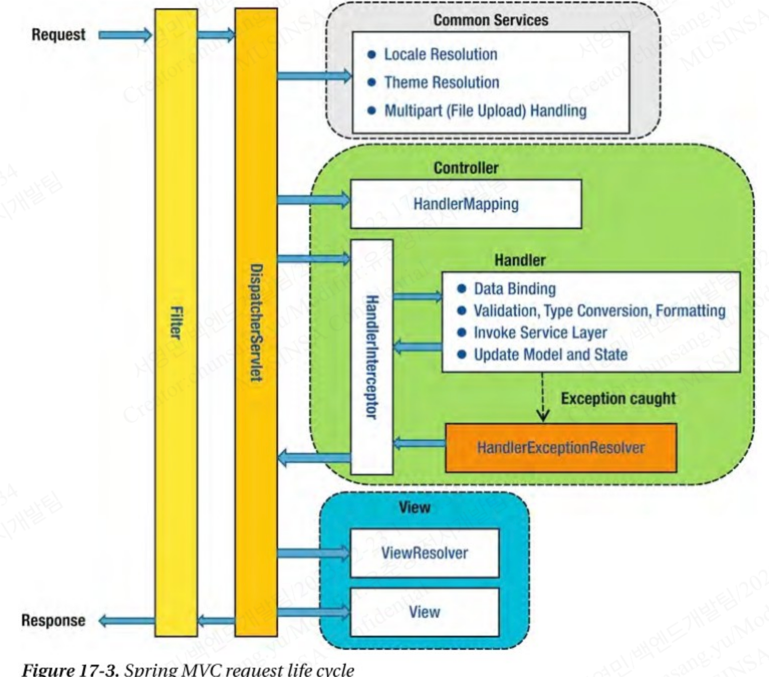 Common Services
Request
Locale Resolution
Theme Resolution
Multipart (File Upload) Handling
Controller
HandlerMapping
Filter
DispatcherServlet
HandlerInterceptor
Handler
Data Binding
Validation, Type Conversion, Formatting
Invoke Service Layer
Update Model and State
Exception caught
HandlerExceptionResolver
View
ViewResolver
View
Response
Figure 17-3. Spring MVC request life cycle